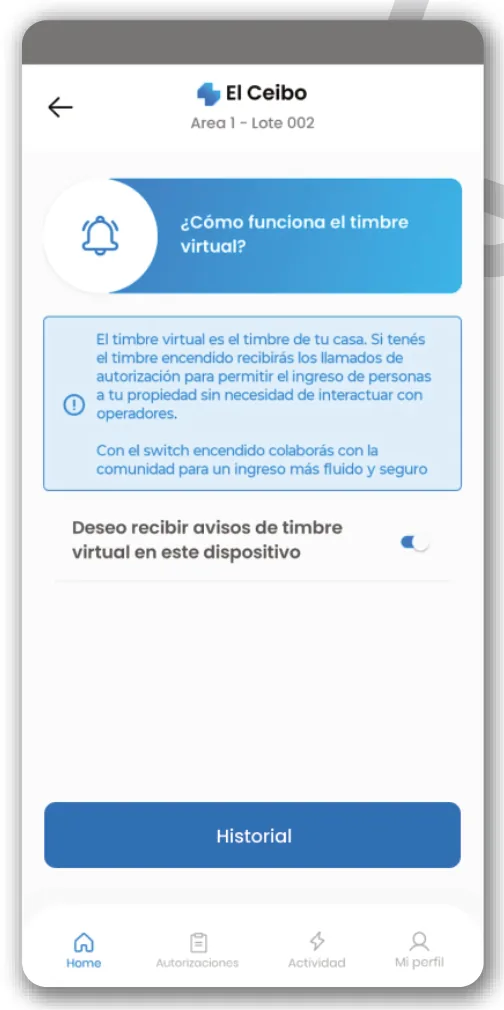 El Ceibo
Area 1 - Lote 002
¿Cómo funciona el timbre
virtual?
El timbre virtual es el timbre de tu casa. Si tenés
el timbre encendido recibirás los llamados de
autorización para permitir el ingreso de personas
a tu propiedad sin necesidad de interactuar con
operadores.
Con el switch encendido colaborás con la
comunidad para un ingreso más fluido y seguro
Deseo recibir avisos de timbre
virtual en este dispositivo
Historial
Home
Autorizaciones
Actividad
Mi perfil